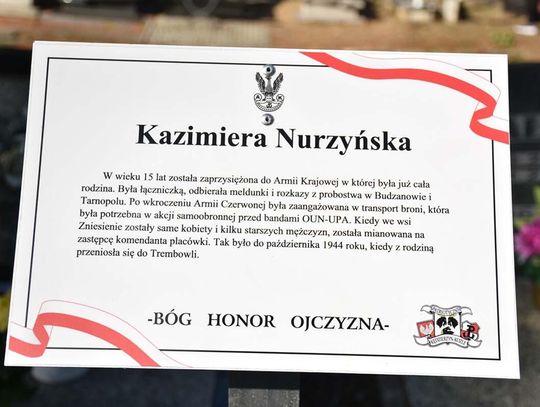 Kazimiera Nurzyńska
W wieku 15 lat została zaprzysiężona do Armii Krajowej w której była już cała
rodzina. Była łączniczką, odbierała meldunki i rozkazy z probostwa w Budzanowie i
Tarnopolu. Po wkroczeniu Armii Czerwonej była zaangażowana w transport broni, która
była potrzebna w akcji samoobronnej przed bandami OUN-UPA. Kiedy we wsi
Zniesienie zostały same kobiety i kilku starszych mężczyzn, została mianowana na
zastępcę komendanta placówki. Tak było do października 1944 roku, kiedy z rodziną
przeniosła się do Trembowli.
-BÓG HONOR OJCZYZNA-